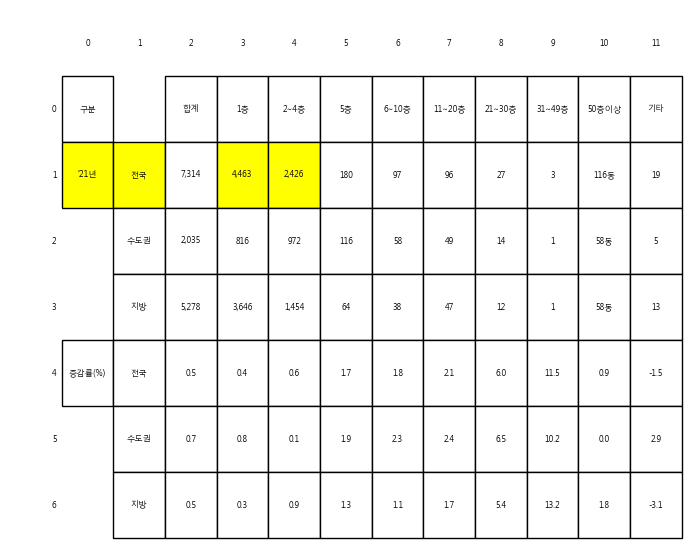 0 1 2 3 4 5 6 7 8 9 10 11
0 구분 합계 1층 2~4층 5층 6~10층 11~20층 21~30층 31~49층 50층이상 기타
1 '21년 전국 7,314 4,463 2,426 180 97 96 27 3 116동 19
2 수도권 2,035 816 972 116 58 49 14 1 58동 5
3 지방 5,278 3,646 1,454 64 38 47 12 1 58동 13
4 증감률(%) 전국 0.5 0.4 0.6 1.7 1.8 2.1 6.0 11.5 0.9 -1.5
5 수도권 0.7 0.8 0.1 1.9 2.3 2.4 6.5 10.2 0.0 2.9
6 지방 0.5 0.3 0.9 1.3 1.1 1.7 5.4 13.2 1.8 -3.1